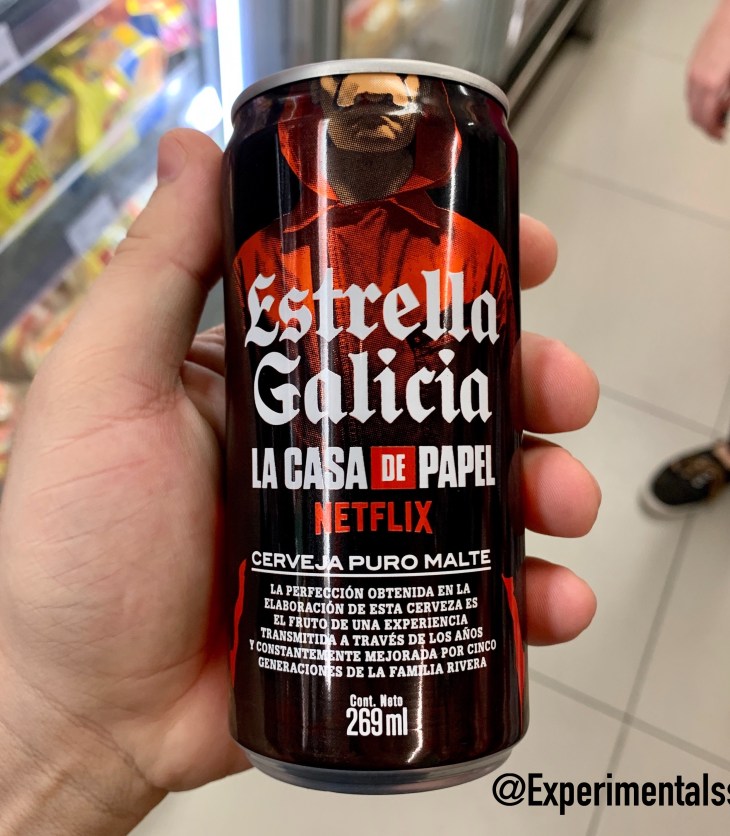 Estrella
Galicia
LA CASA DE PAPEL
NETFLIX
CERVEJA PURO MALTE
LA PERFECCIÓN OBTENIDA EN LA
ELABORACIÓN DE ESTA CERVEZA ES
EL FRUTO DE UNA EXPERIENCIA
TRANSMITIDA A TRAVÉS DE LOS AÑOS
Y CONSTANTEMENTE MEJORADA POR CINCO
GENERACIONES DE LA FAMILIA RIVERA
Cont. Neto
269ml
@Experimentalss